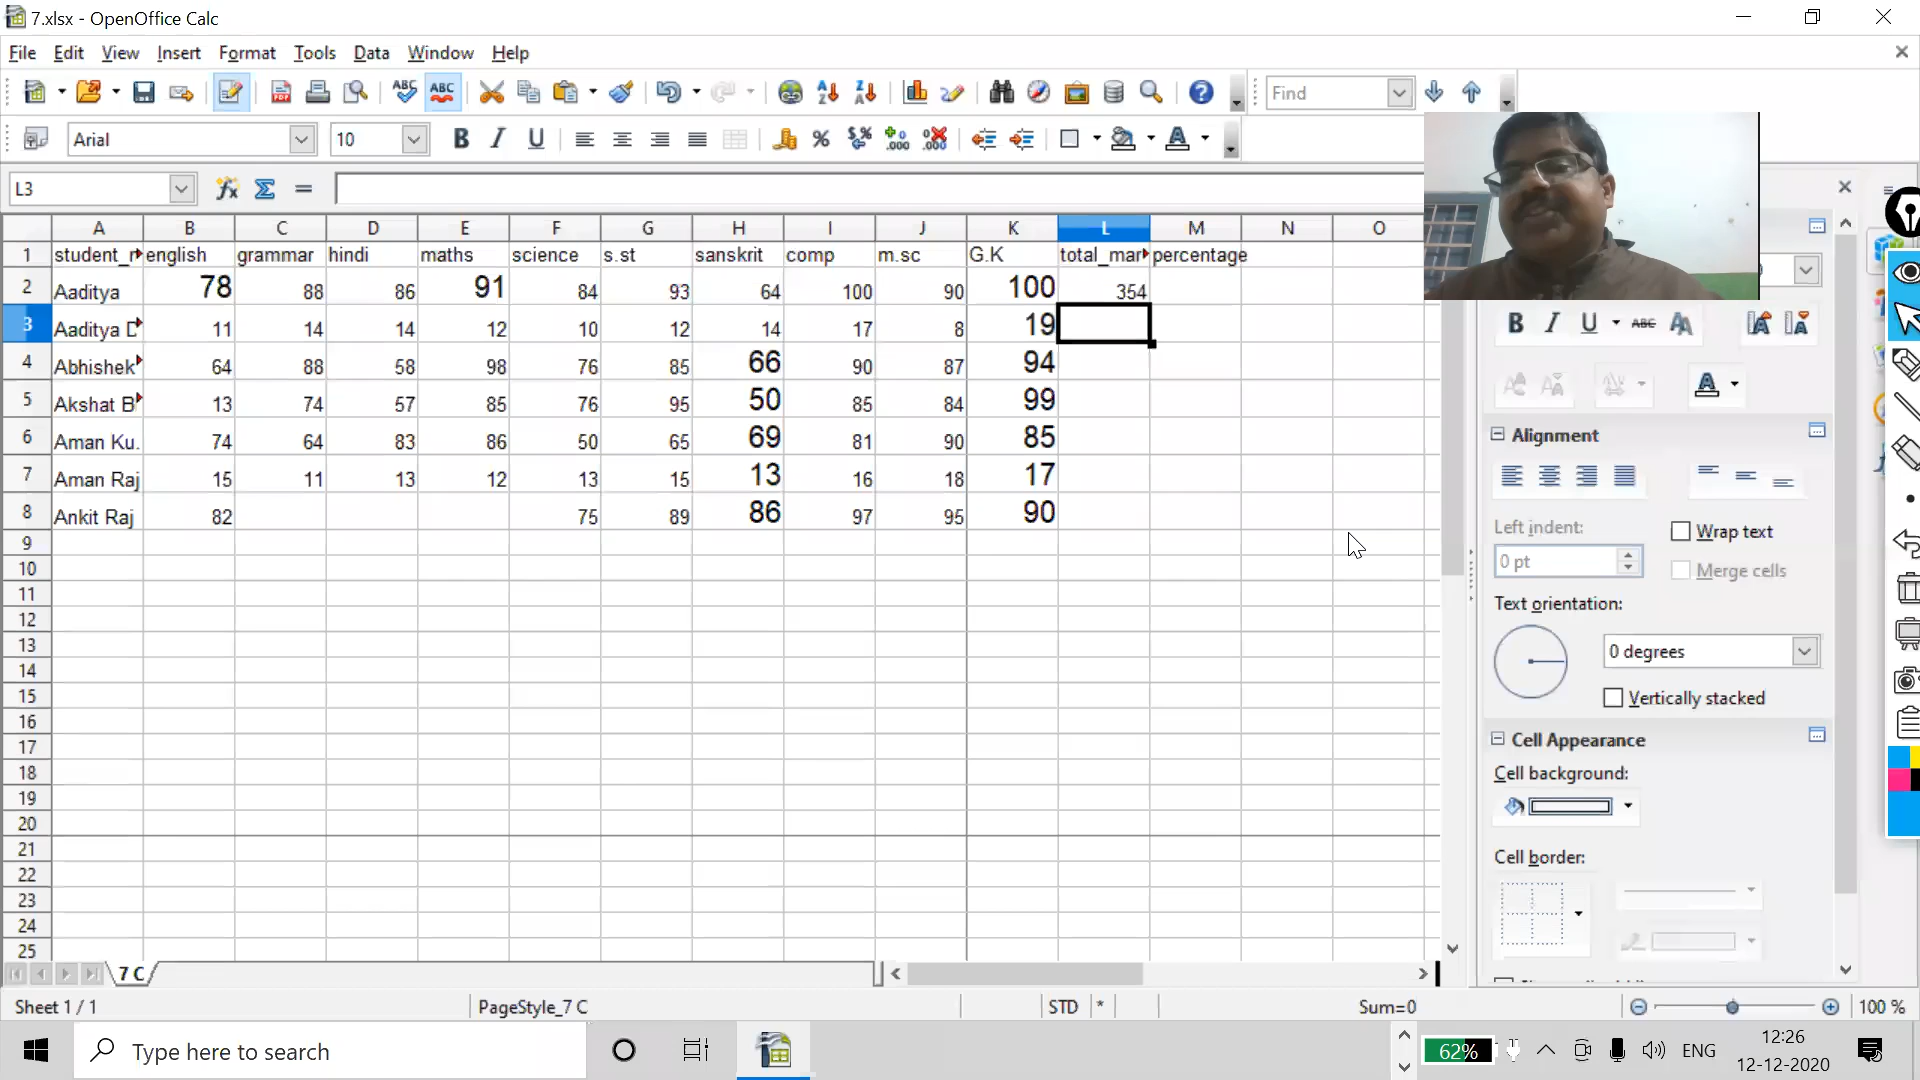 7.xlsx - OpenOffice Calc
File Edit View Insert Format Tools Data Window Help
Find
Arial 10
L3
A B C D E F G H I J K L M N O
1 student_n english grammar hindi maths science s.st sanskrit comp m.sc G.K total_mar percentage
2 Aaditya 78 88 86 91 84 93 64 100 90 100 354
3 Aaditya D 11 14 14 12 10 12 14 17 8 19
4 Abhishek 64 88 58 98 76 85 66 90 87 94
5 Akshat B 13 74 57 85 76 95 50 85 84 99
6 Aman Ku. 74 64 83 86 50 65 69 81 90 85
7 Aman Raj 15 11 13 12 13 15 13 16 18 17
8 Ankit Raj 82 75 89 86 97 95 90
9
10
11
12
13
14
15
16
17
18
19
20
21
22
23
24
25
Alignment
Left indent:
0 pt
Wrap text
Merge cells
Text orientation:
0 degrees
Vertically stacked
Cell Appearance
Cell background:
Cell border:
7 C
Sheet 1 / 1 PageStyle_7 C STD * Sum=0 100 %
Type here to search
62%
ENG
12:26
12-12-2020